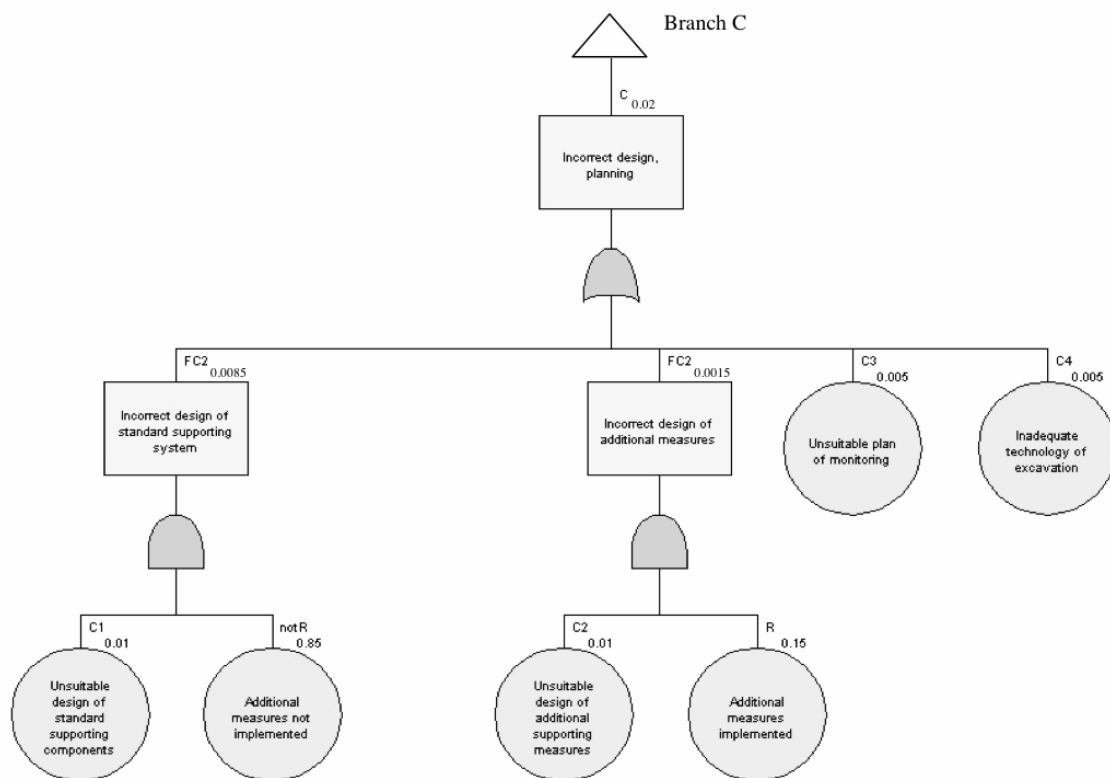 Branch C
C
0.02
Incorrect design,
planning
FC2
0.0085
Incorrect design of
standard supporting
system
FC2
0.0015
Incorrect design of
additional measures
C3
0.005
Unsuitable plan
of monitoring
C4
0.005
Inadequate
technology of
excavation
C1
0.01
Unsuitable
design of
standard
supporting
components
notR
0.85
Additional
measures not
implemented
C2
0.01
Unsuitable
design of
additional
supporting
measures
R
0.15
Additional
measures
implemented